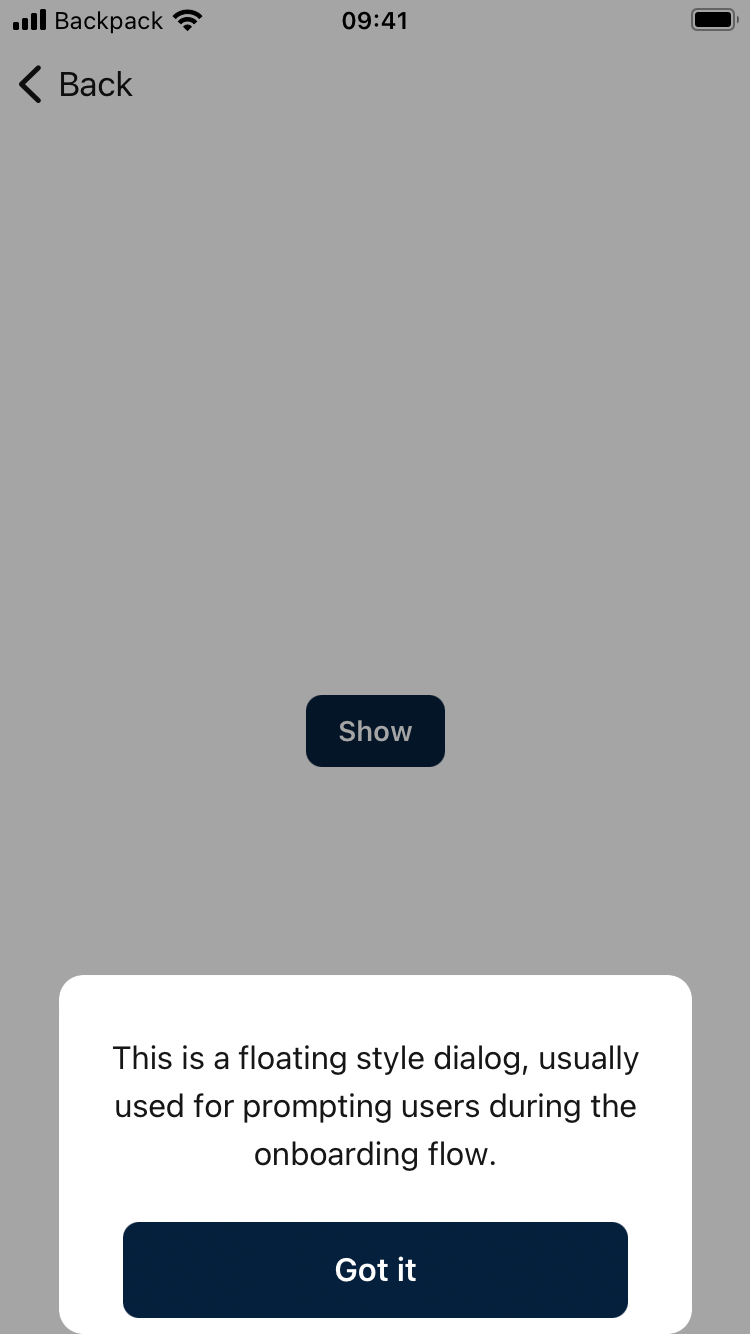 Backpack 09:41
Back
Show
This is a floating style dialog, usually
used for prompting users during the
onboarding flow.
Got it